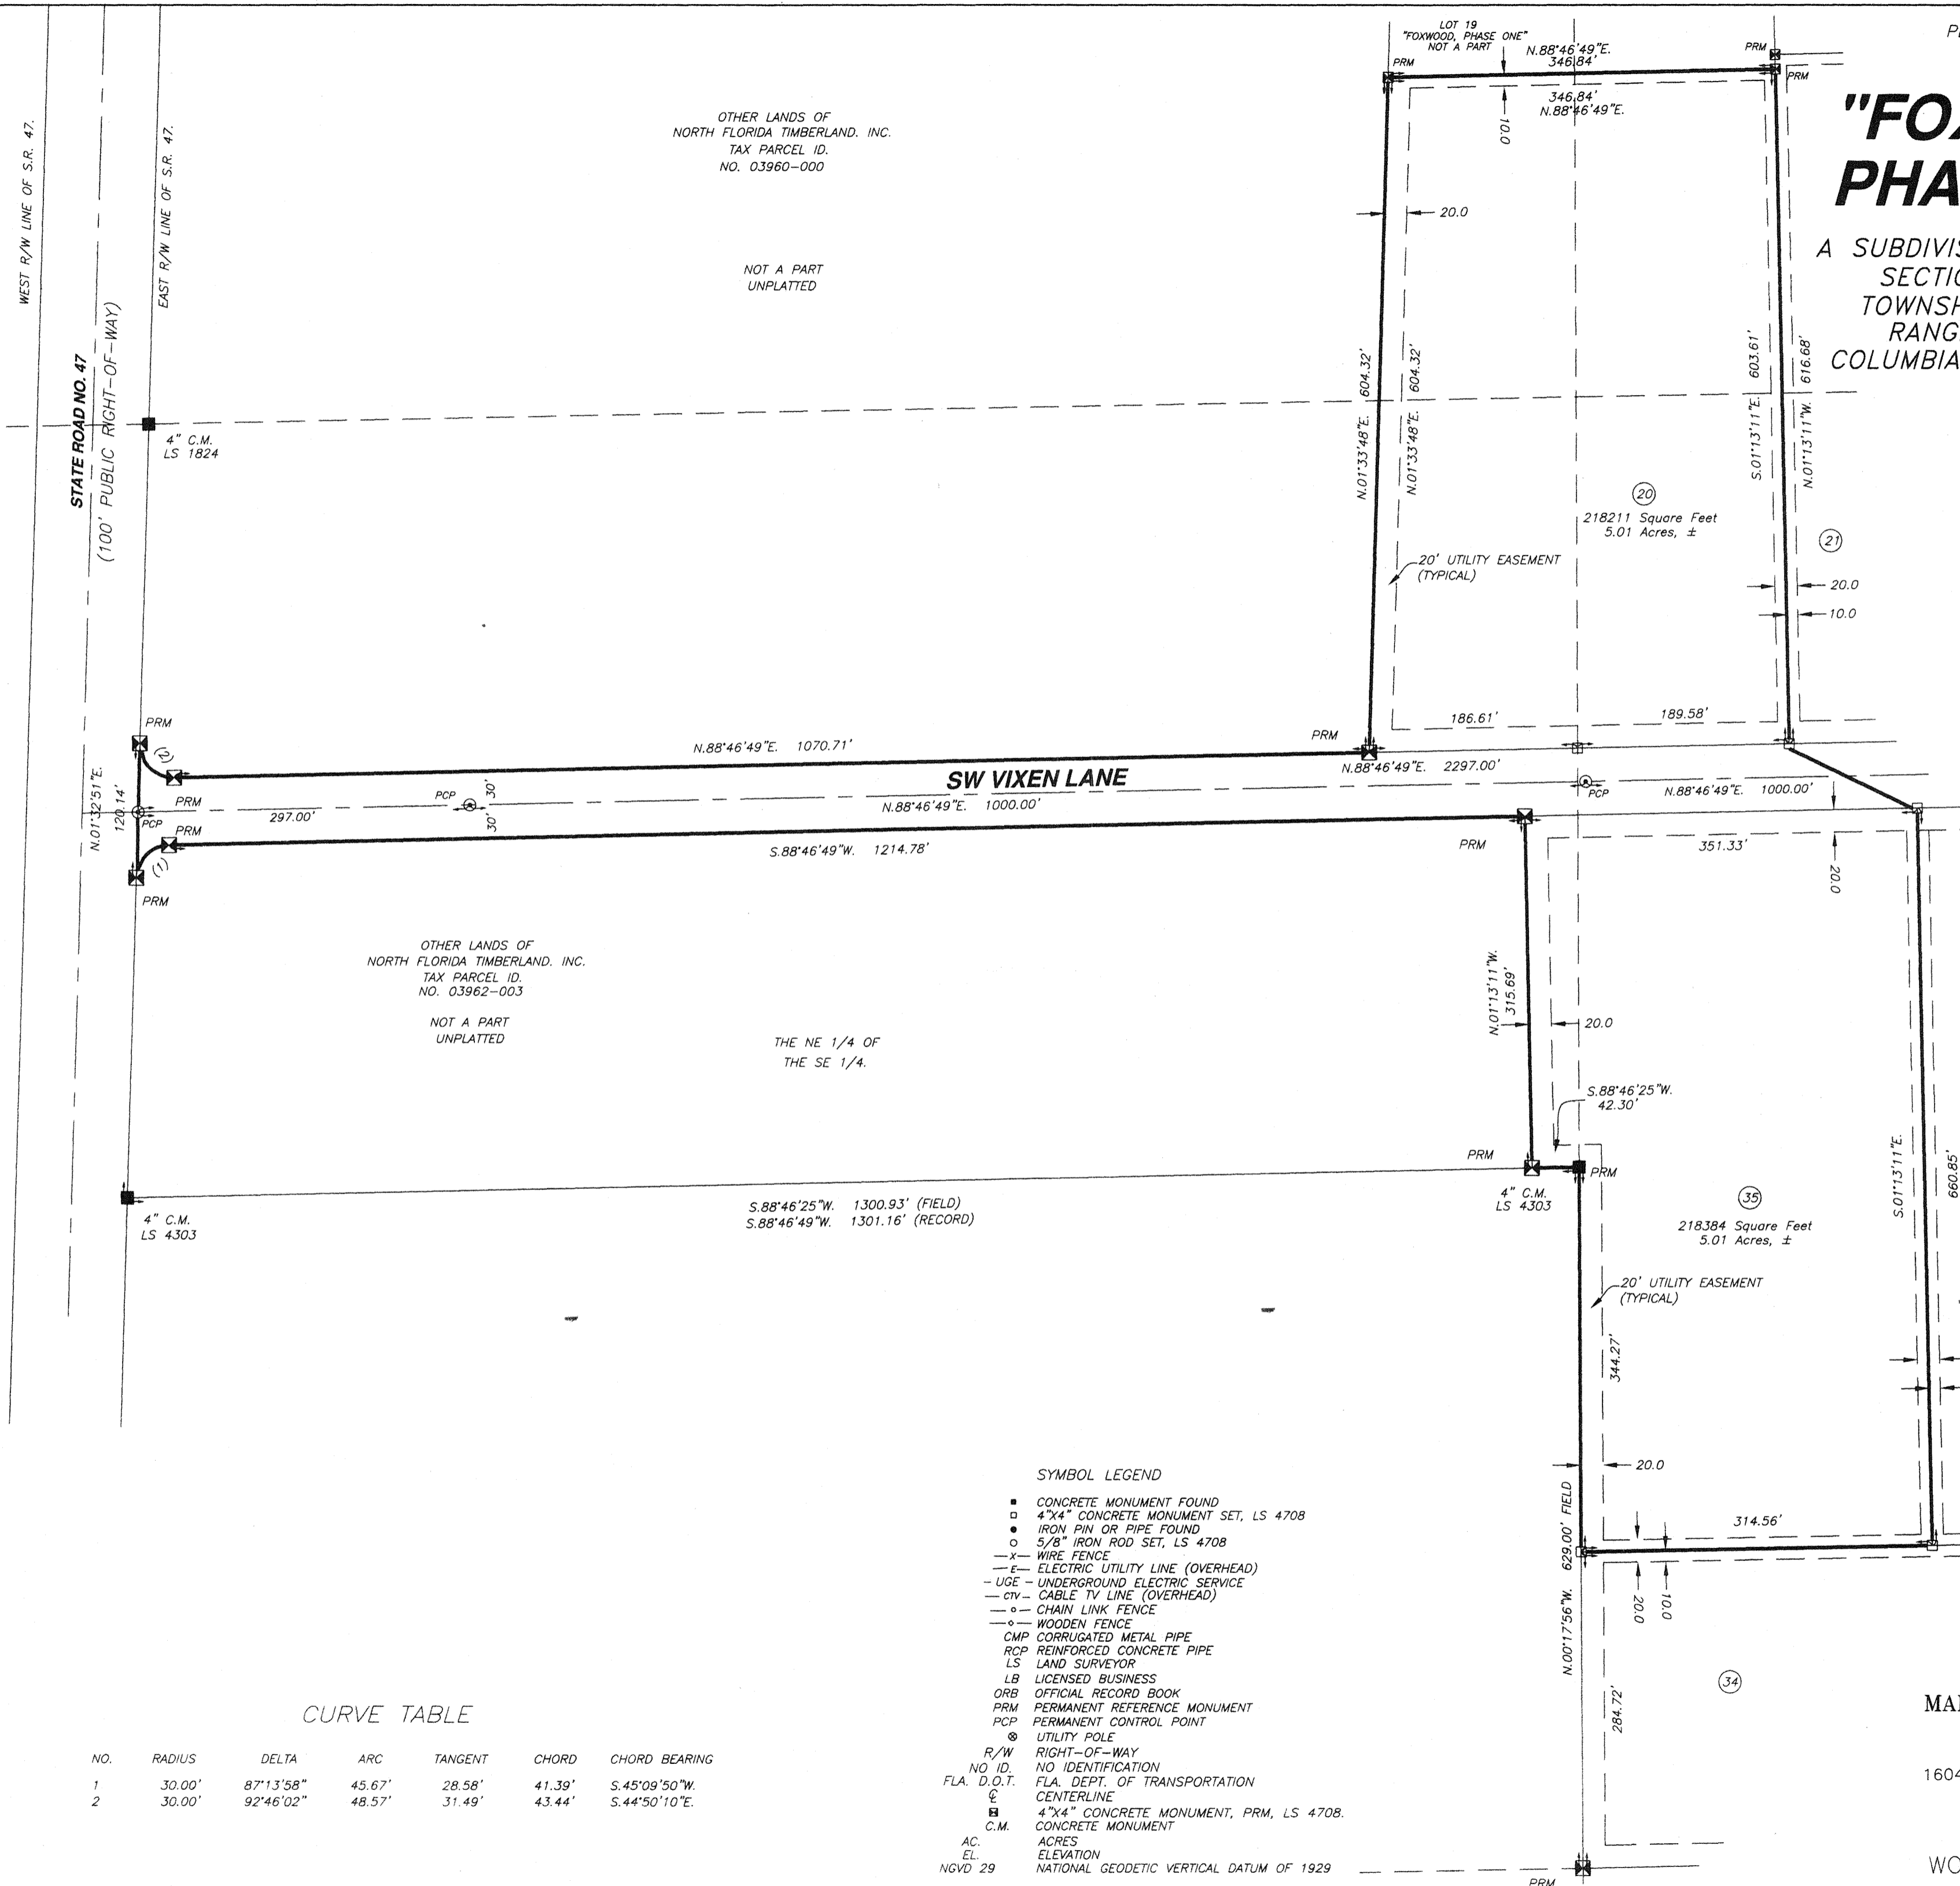 LOT 19
"FOXWOOD, PHASE ONE"
NOT A PART
N.88°46'49"E.
346.84'
PRM
PRM
PRM
346.84'
N.88°46'49"E.
10.0
"FOX
PHA
A SUBDIVIS
SECTIO
TOWNSH
RANG
COLUMBIA
WEST R/W LINE OF S.R. 47.
EAST R/W LINE OF S.R. 47.
STATE ROAD NO. 47
(100' PUBLIC RIGHT-OF-WAY)
OTHER LANDS OF
NORTH FLORIDA TIMBERLAND. INC.
TAX PARCEL ID.
NO. 03960-000
NOT A PART
UNPLATTED
20.0
N.01°33'48"E. 604.32'
N.01°33'48"E. 604.32'
S.01°13'11"E. 603.61'
N.01°13'11"W. 616.68'
4" C.M.
LS 1824
20
218211 Square Feet
5.01 Acres, ±
21
20' UTILITY EASEMENT
(TYPICAL)
20.0
10.0
186.61'
189.58'
PRM
(2)
N.88°46'49"E. 1070.71'
PRM
SW VIXEN LANE
N.88°46'49"E. 2297.00'
PRM
PCP
30'
30'
297.00'
N.88°46'49"E. 1000.00'
PCP
N.88°46'49"E. 1000.00'
N.01°32'51"E.
120.14'
PCP
PRM
(1)
PRM
S.88°46'49"W. 1214.78'
PRM
351.33'
20.0
OTHER LANDS OF
NORTH FLORIDA TIMBERLAND. INC.
TAX PARCEL ID.
NO. 03962-003
NOT A PART
UNPLATTED
THE NE 1/4 OF
THE SE 1/4.
N.01°13'11"W.
315.69'
20.0
S.88°46'25"W.
42.30'
PRM
PRM
4" C.M.
LS 4303
4" C.M.
LS 4303
S.88°46'25"W. 1300.93' (FIELD)
S.88°46'49"W. 1301.16' (RECORD)
35
218384 Square Feet
5.01 Acres, ±
S.01°13'11"E.
660.85'
20' UTILITY EASEMENT
(TYPICAL)
344.27'
20.0
314.56'
N.00°17'56"W. 629.00' FIELD
20.0
10.0
34
284.72'
PRM
SYMBOL LEGEND
CONCRETE MONUMENT FOUND
4"X4" CONCRETE MONUMENT SET, LS 4708
IRON PIN OR PIPE FOUND
5/8" IRON ROD SET, LS 4708
—X— WIRE FENCE
—E— ELECTRIC UTILITY LINE (OVERHEAD)
- UGE - UNDERGROUND ELECTRIC SERVICE
— CTV - CABLE TV LINE (OVERHEAD)
CHAIN LINK FENCE
WOODEN FENCE
CMP CORRUGATED METAL PIPE
RCP REINFORCED CONCRETE PIPE
LS LAND SURVEYOR
LB LICENSED BUSINESS
ORB OFFICIAL RECORD BOOK
PRM PERMANENT REFERENCE MONUMENT
PCP PERMANENT CONTROL POINT
UTILITY POLE
R/W RIGHT-OF-WAY
NO ID. NO IDENTIFICATION
FLA. D.O.T. FLA. DEPT. OF TRANSPORTATION
℄ CENTERLINE
4"X4" CONCRETE MONUMENT, PRM, LS 4708.
C.M. CONCRETE MONUMENT
AC. ACRES
EL. ELEVATION
NGVD 29 NATIONAL GEODETIC VERTICAL DATUM OF 1929
CURVE TABLE
NO. RADIUS DELTA ARC TANGENT CHORD CHORD BEARING
1 30.00' 87°13'58" 45.67' 28.58' 41.39' S.45°09'50"W.
2 30.00' 92°46'02" 48.57' 31.49' 43.44' S.44°50'10"E.
1604
WO